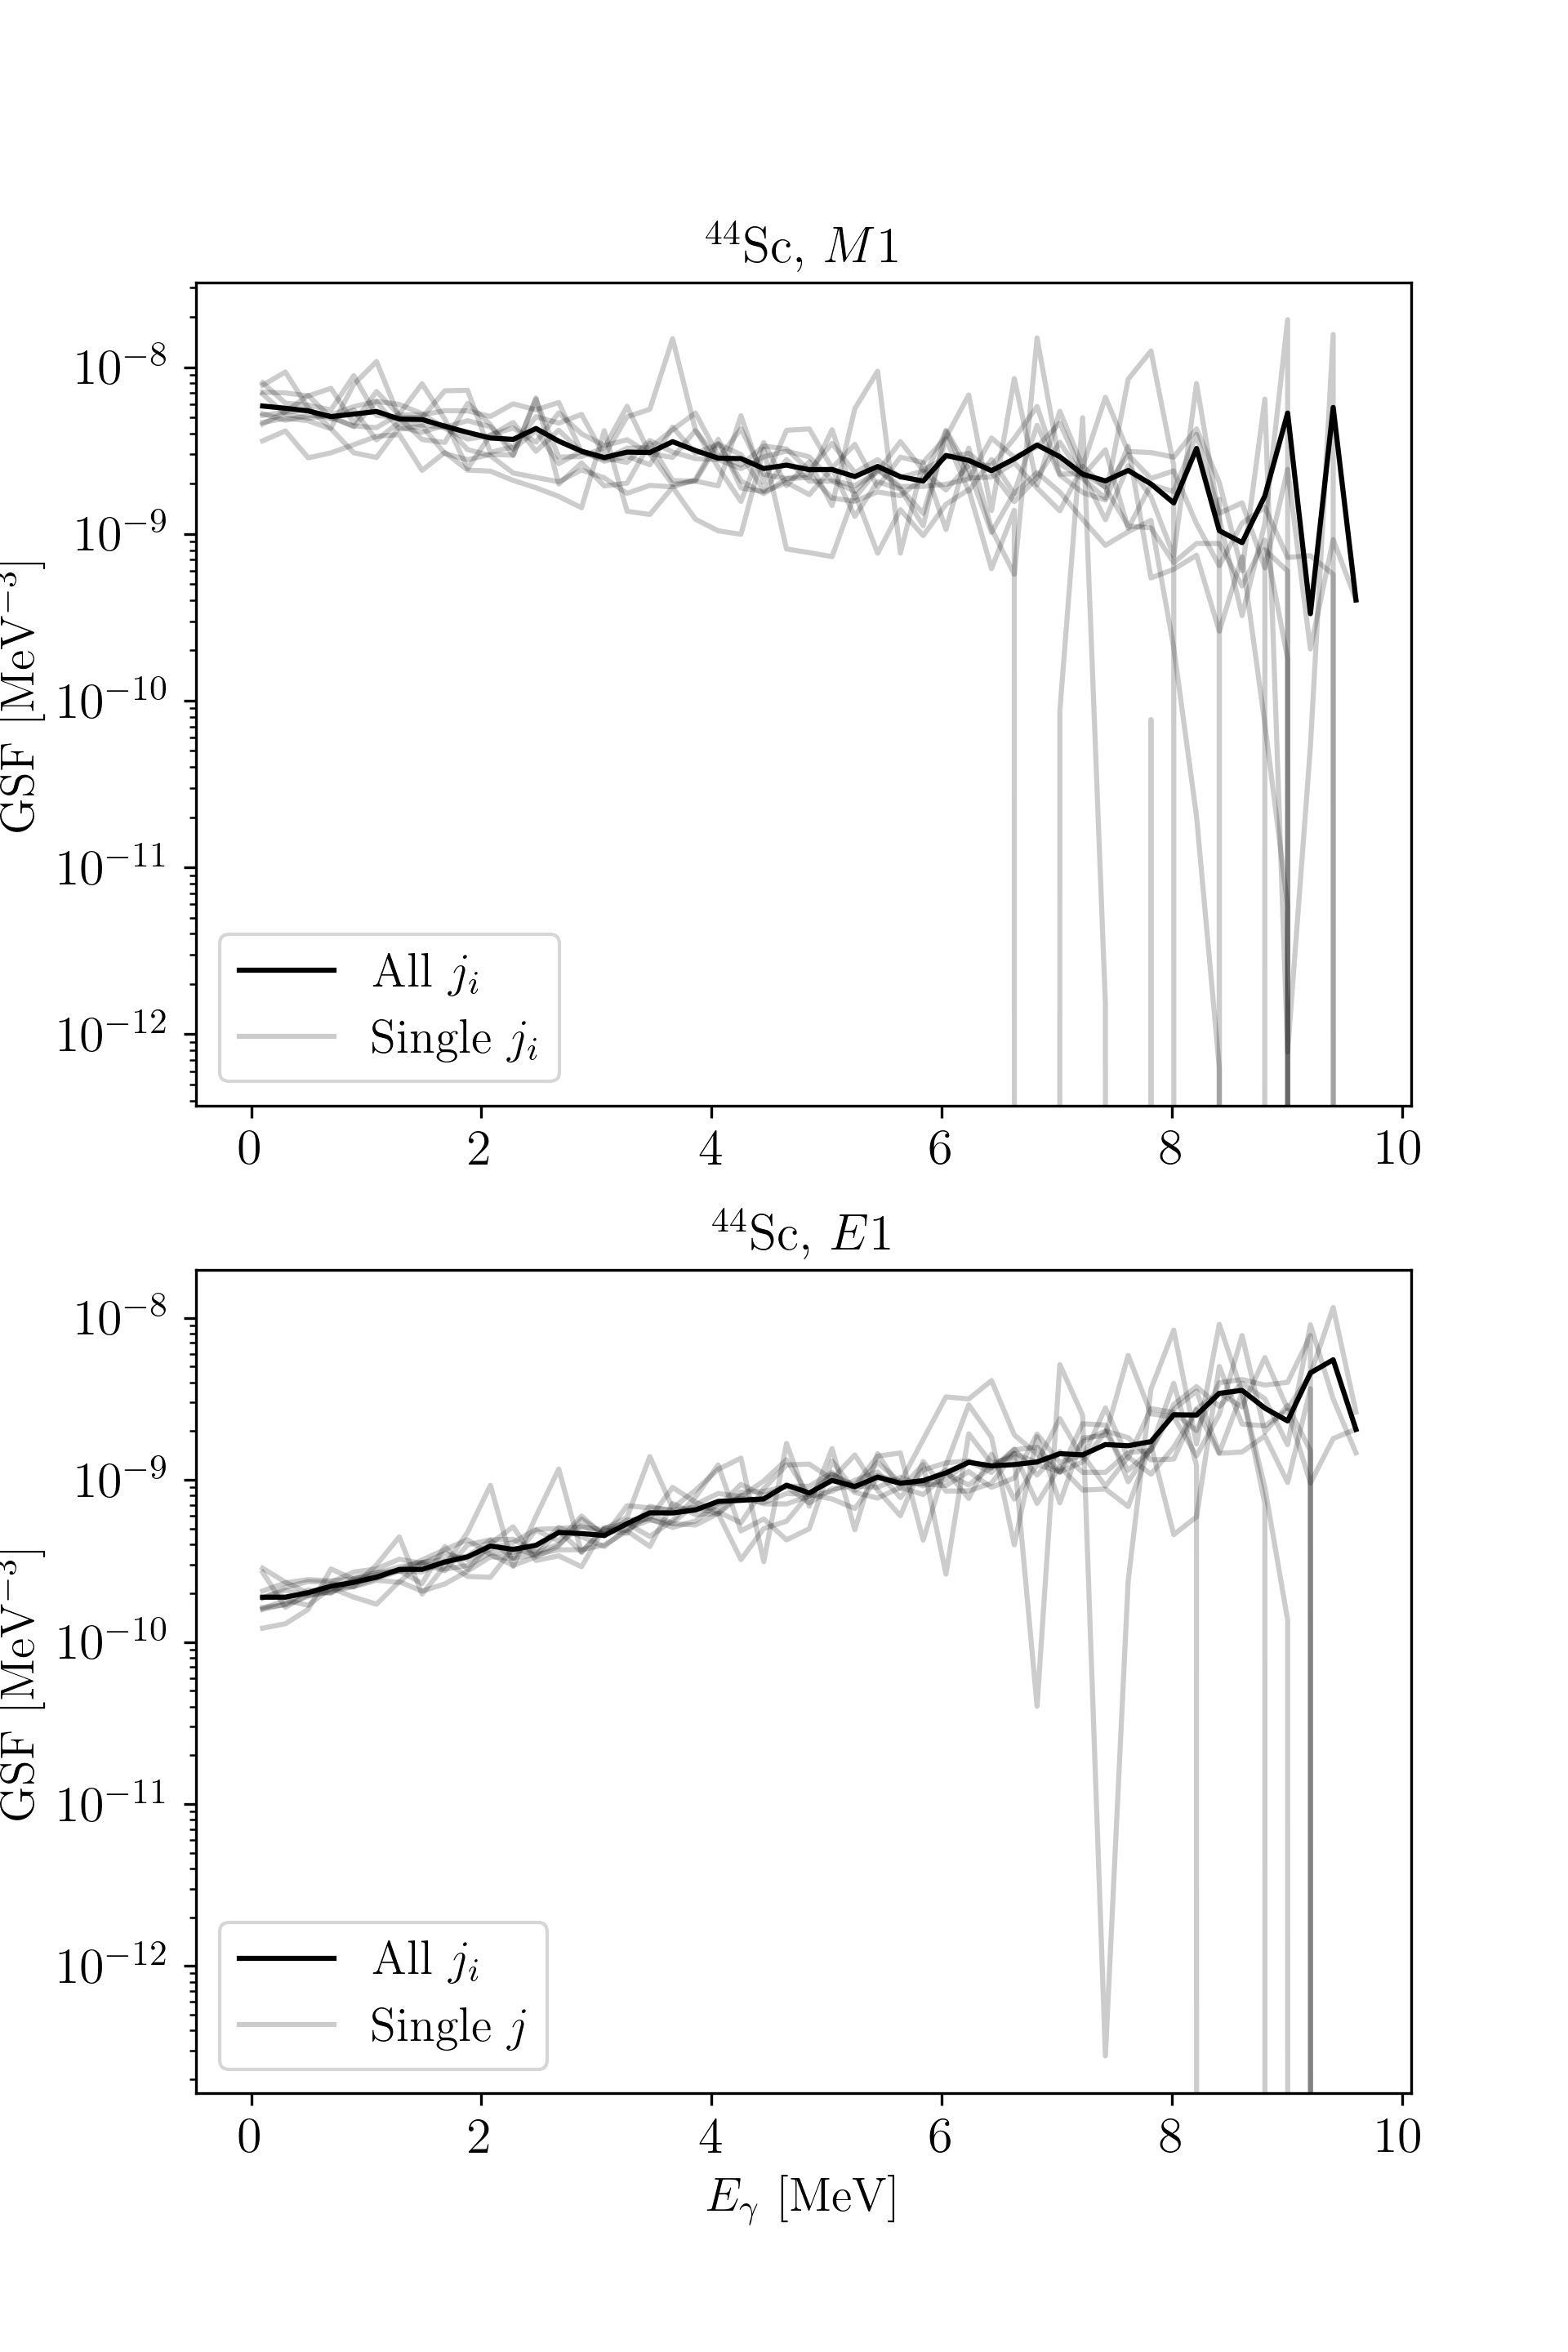 ⁴⁴Sc, M1
GSF [MeV⁻³]
10⁻⁸
10⁻⁹
10⁻¹⁰
10⁻¹¹
10⁻¹²
All jᵢ
Single jᵢ
0 2 4 6 8 10
⁴⁴Sc, E1
GSF [MeV⁻³]
10⁻⁸
10⁻⁹
10⁻¹⁰
10⁻¹¹
10⁻¹²
All jᵢ
Single j
0 2 4 6 8 10
Eᵧ [MeV]